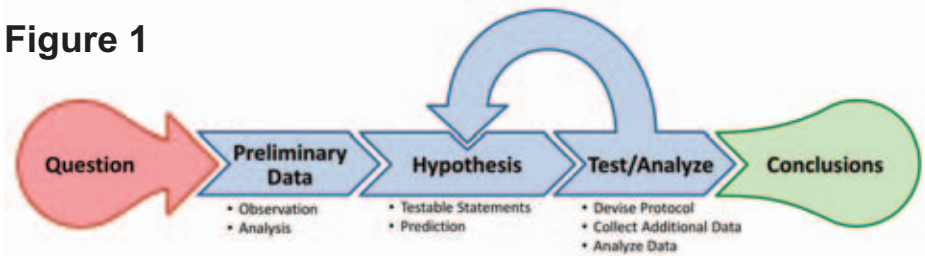 Figure 1
Question
Preliminary
Data
• Observation
• Analysis
Hypothesis
• Testable Statements
• Prediction
Test/Analyze
• Devise Protocol
• Collect Additional Data
• Analyze Data
Conclusions